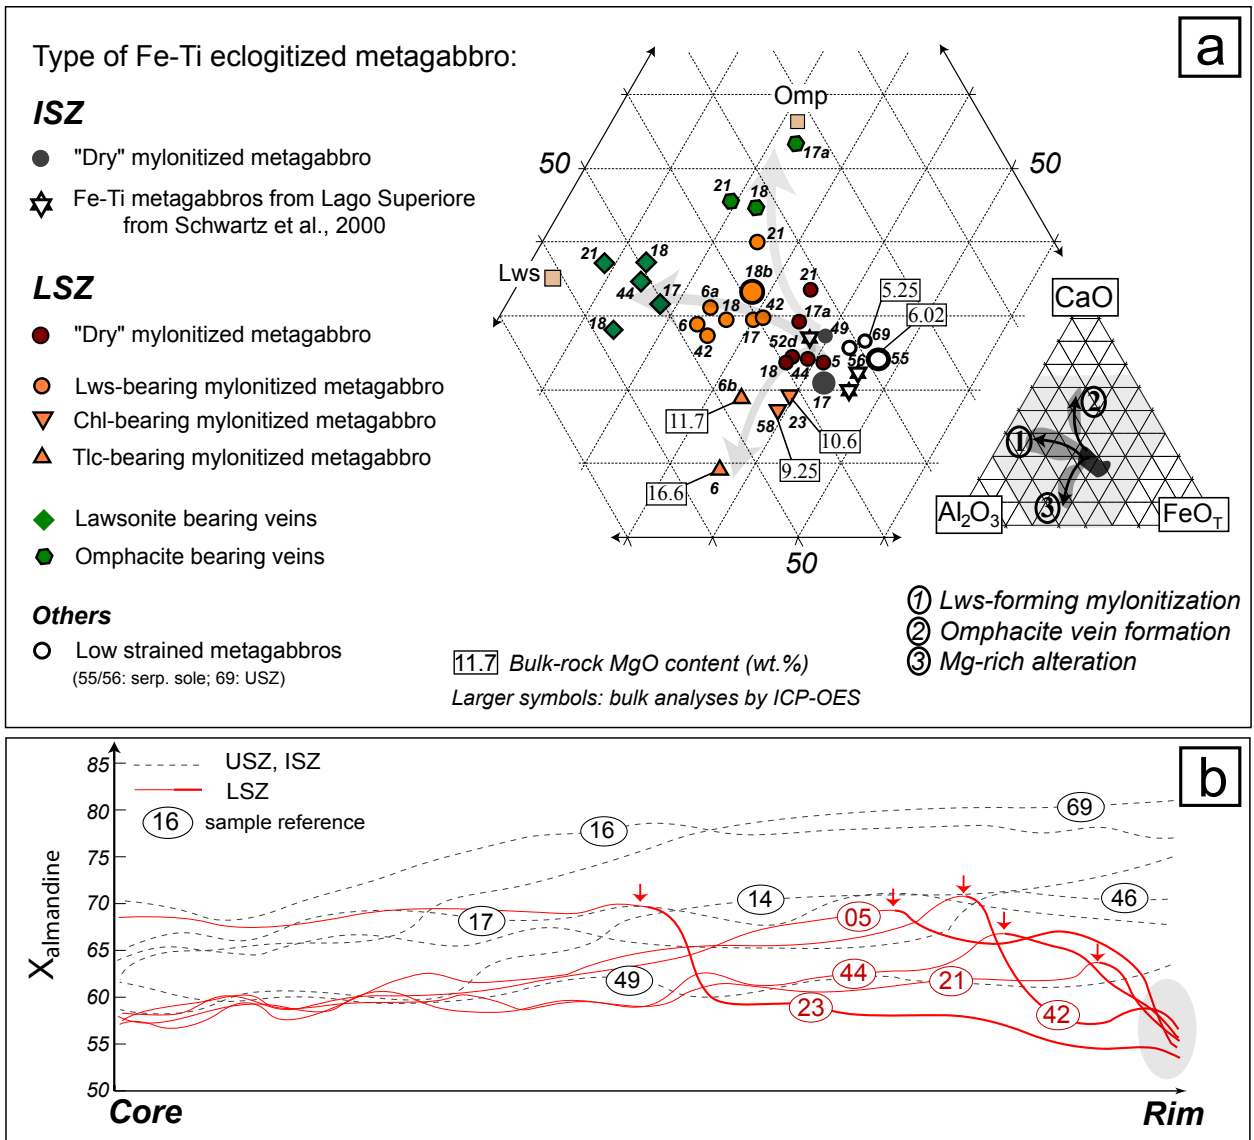 a
Type of Fe-Ti eclogitized metagabbro:
ISZ
"Dry" mylonitized metagabbro
Fe-Ti metagabbros from Lago Superiore
from Schwartz et al., 2000
LSZ
"Dry" mylonitized metagabbro
Lws-bearing mylonitized metagabbro
Chl-bearing mylonitized metagabbro
Tlc-bearing mylonitized metagabbro
Lawsonite bearing veins
Omphacite bearing veins
Others
Low strained metagabbros
(55/56: serp. sole; 69: USZ)
Omp
17a
50
50
21
18
21
21
18
Lws
44
17
18
6a
18b
21
18
42
17a
5.25
6.02
6
17
49
69
42
52d
56
55
18
44
5
17
6b
11.7
58
23
10.6
9.25
16.6
6
50
CaO
Al2O3
FeOT
1
2
3
1 Lws-forming mylonitization
2 Omphacite vein formation
3 Mg-rich alteration
11.7 Bulk-rock MgO content (wt.%)
Larger symbols: bulk analyses by ICP-OES
b
USZ, ISZ
LSZ
16 sample reference
Xalmandine
85
80
75
70
65
60
55
50
16
69
14
46
17
05
49
44
21
23
42
Core
Rim